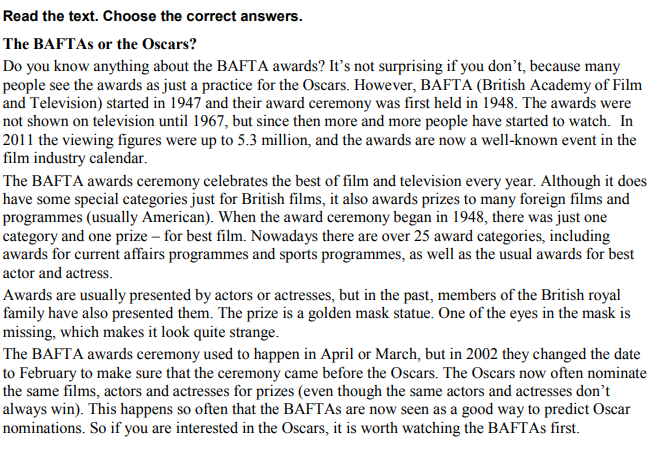 Read the text. Choose the correct answers.
The BAFTAs or the Oscars?
Do you know anything about the BAFTA awards? It’s not surprising if you don’t, because many
people see the awards as just a practice for the Oscars. However, BAFTA (British Academy of Film
and Television) started in 1947 and their award ceremony was first held in 1948. The awards were
not shown on television until 1967, but since then more and more people have started to watch.  In
2011 the viewing figures were up to 5.3 million, and the awards are now a well-known event in the
film industry calendar.
The BAFTA awards ceremony celebrates the best of film and television every year. Although it does
have some special categories just for British films, it also awards prizes to many foreign films and
programmes (usually American). When the award ceremony began in 1948, there was just one
category and one prize – for best film. Nowadays there are over 25 award categories, including
awards for current affairs programmes and sports programmes, as well as the usual awards for best
actor and actress.
Awards are usually presented by actors or actresses, but in the past, members of the British royal
family have also presented them. The prize is a golden mask statue. One of the eyes in the mask is
missing, which makes it look quite strange.
The BAFTA awards ceremony used to happen in April or March, but in 2002 they changed the date
to February to make sure that the ceremony came before the Oscars. The Oscars now often nominate
the same films, actors and actresses for prizes (even though the same actors and actresses don’t
always win). This happens so often that the BAFTAs are now seen as a good way to predict Oscar
nominations. So if you are interested in the Oscars, it is worth watching the BAFTAs first.